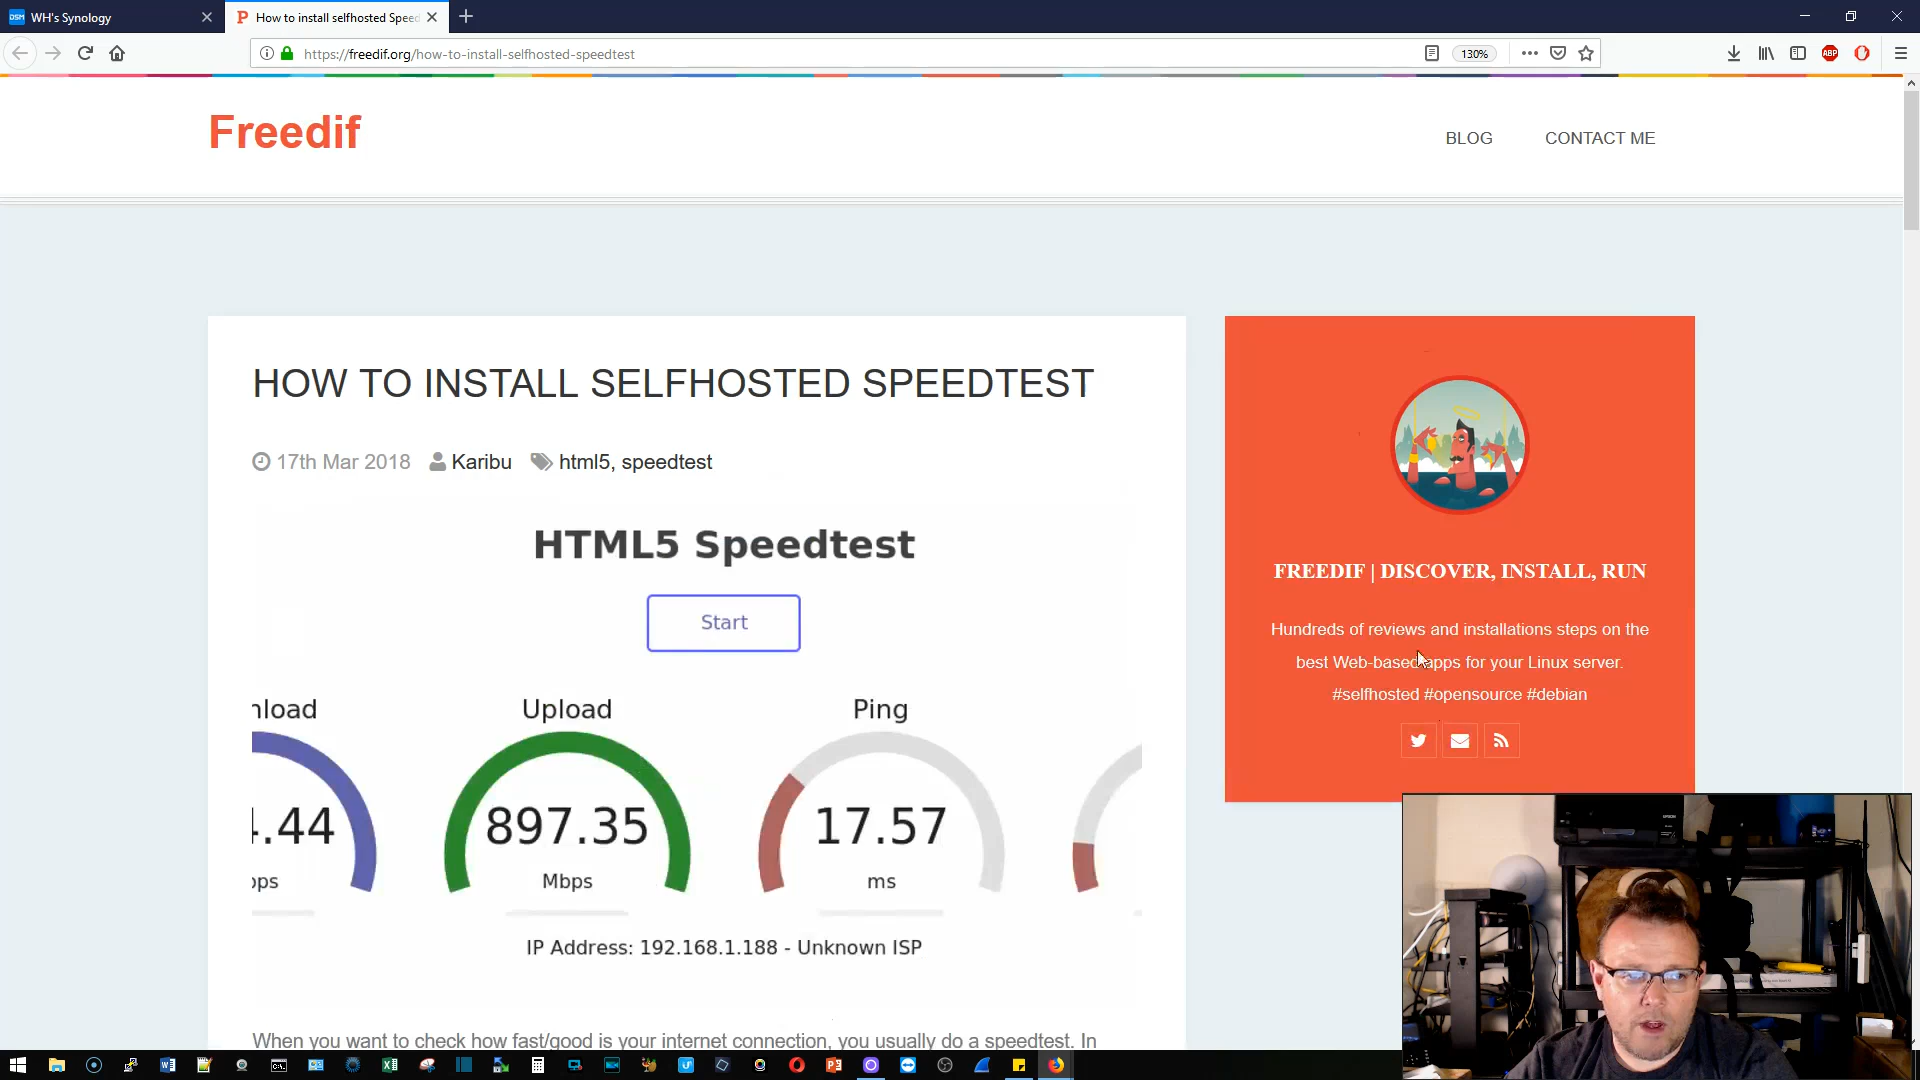 WH's Synology
How to install selfhosted Speed
https://freedif.org/how-to-install-selfhosted-speedtest
130%
ABP
Freedif
BLOG
CONTACT ME
HOW TO INSTALL SELFHOSTED SPEEDTEST
17th Mar 2018
Karibu
html5, speedtest
HTML5 Speedtest
Start
nload
Upload
Ping
4.44
897.35
17.57
ops
Mbps
ms
IP Address: 192.168.1.188 - Unknown ISP
When you want to check how fast/good is your internet connection, you usually do a speedtest. In
FREEDIF | DISCOVER, INSTALL, RUN
Hundreds of reviews and installations steps on the
best Web-based apps for your Linux server.
#selfhosted #opensource #debian